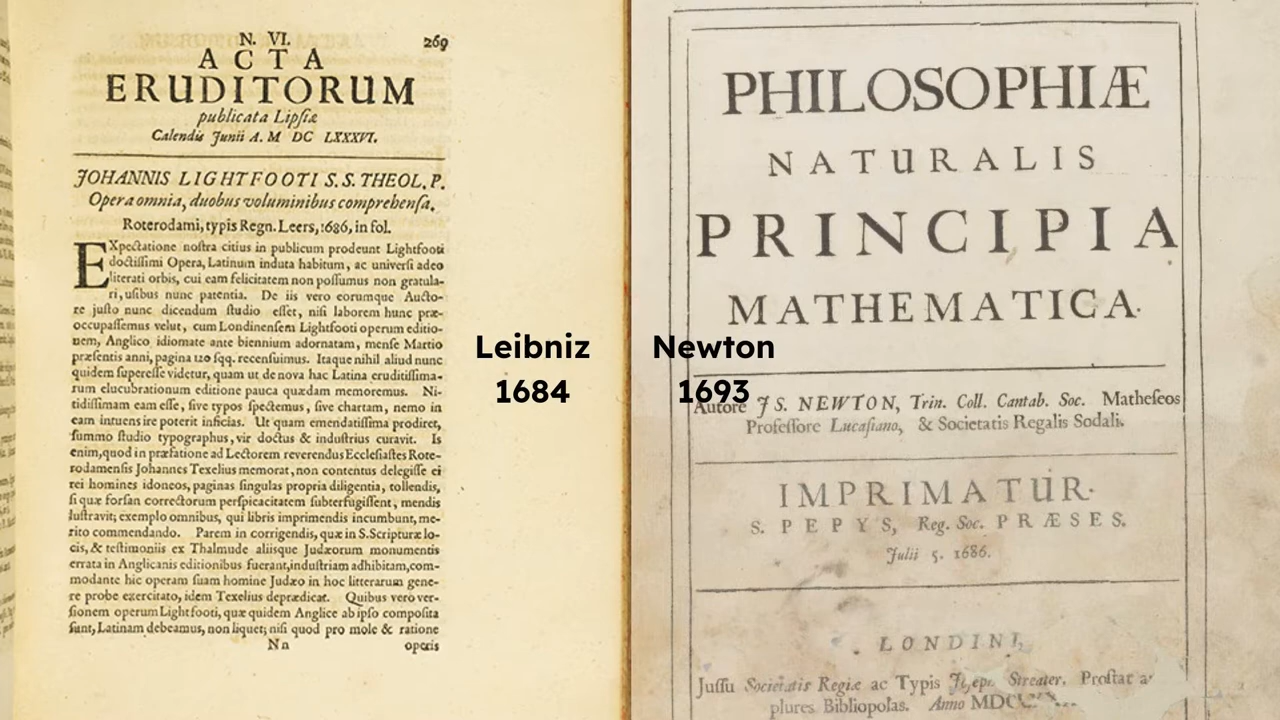 N. VI. 269
ACTA
ERUDITORUM
publicata Lipſiæ
Calendis Junii A. M DC LXXXVI.
JOHANNIS LIGHTFOOTI S.S. THEOL. P.
Opera omnia, duobus voluminibus comprehenſa.
Roterodami, typis Regn. Leers, 1686, in fol.
EXpectatione noſtra citius in publicum prodeunt Lightfooti
doctiſſimi Opera, Latinum induta habitum, ac univerſi adeo
literati orbis, cui eam felicitatem non poſſumus non gratula-
ri, uſibus nunc patentia. De iis vero eorumque Aucto-
re juſto nunc dicendum ſtudio eſſet, niſi laborem hunc præ-
occupaſſemus velut, cum Londinenſem Lightfooti operum editio-
nem, Anglico idiomate ante biennium adornatam, menſe Martio
præſentis anni, pagina 120 ſqq. recenſuimus. Itaque nihil aliud nunc
quidem ſupereſſe videtur, quam ut de nova hac Latina eruditiſſima-
rum elucubrationum editione pauca quædam memoremus. Ni-
tidiſſimam eam eſſe, ſive typos ſpectemus, ſive chartam, nemo in
eam intuens ire poterit inficias. Ut quam emendatiſſima prodiret,
ſummo ſtudio typographus, vir doctus & induſtrius curavit. Is
enim, quod in præfatione ad Lectorem reverendus Eccleſiaſtes Rote-
rodamenſis Johannes Texelius memorat, non contentus delegiſſe ei
rei homines idoneos, paginas ſingulas propria diligentia, tollendis,
ſi quæ forſan correctorum perſpicacitatem ſubterfugiſſent, mendis
luſtravit; exemplo omnibus, qui libris imprimendis incumbunt, me-
rito commendando. Parem in corrigendis, quæ in S. Scripturæ lo-
cis, & teſtimoniis ex Thalmude aliisque Judæorum monumentis
errata in Anglicanis editionibus fuerant, induſtriam adhibitam, com-
modante hic operam ſuam homine Judæo in hoc litterarum gene-
re probe exercitato, idem Texelius deprædicat. Quibus vero ver-
ſionem operum Lightfooti, quæ quidem Anglice ab ipſo compoſita
ſunt, Latinam debeamus, non liquet; niſi quod pro mole & ratione
Nn operis
Leibniz
1684
Newton
1693
PHILOSOPHIÆ
NATURALIS
PRINCIPIA
MATHEMATICA.
Autore J S. NEWTON, Trin. Coll. Cantab. Soc. Matheſeos
Profeſſore Lucaſiano, & Societatis Regalis Sodali.
IMPRIMATUR.
S. PEPYS, Reg. Soc. PRÆSES.
Julii 5. 1686.
LONDINI,
Juſſu Societatis Regiæ ac Typis Streater. Proſtat
plures Bibliopolas. Anno